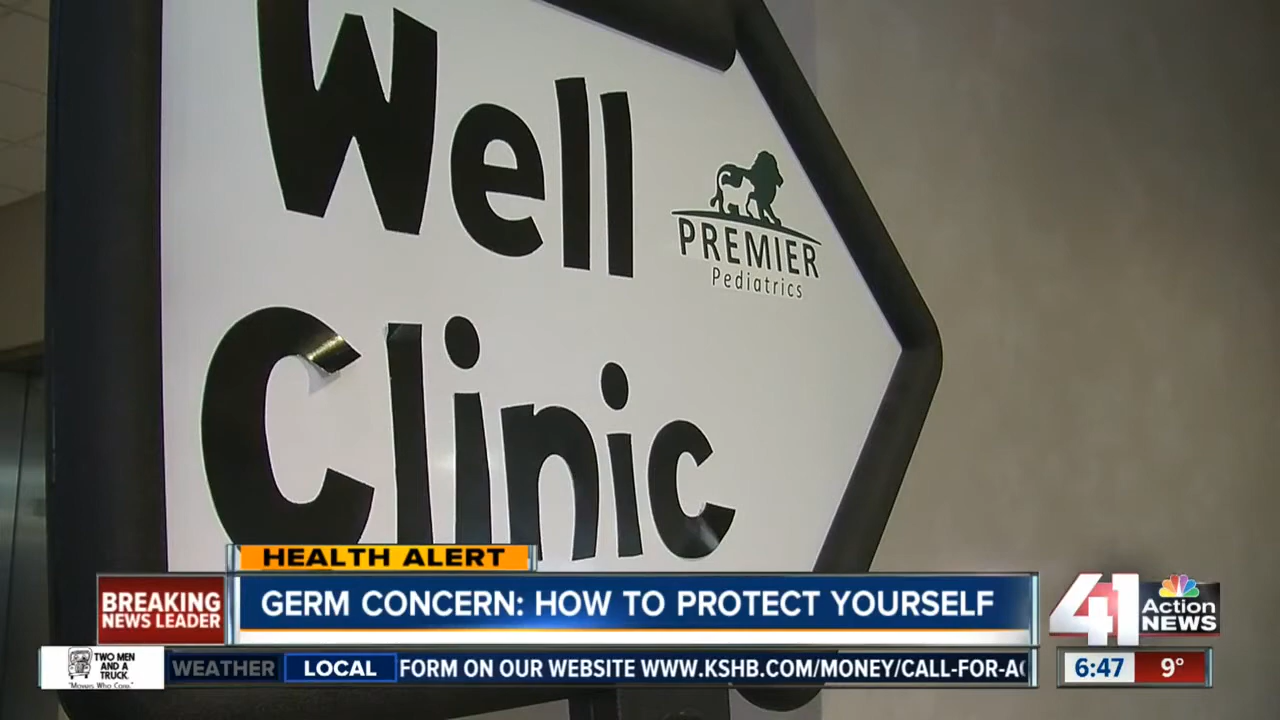 Well
Clinic
PREMIER
Pediatrics
HEALTH ALERT
BREAKING
NEWS LEADER
GERM CONCERN: HOW TO PROTECT YOURSELF
41
Action
NEWS
TWO MEN
AND A
TRUCK
"Movers Who Care."
WEATHER
LOCAL
FORM ON OUR WEBSITE WWW.KSHB.COM/MONEY/CALL-FOR-AC
6:47
9°